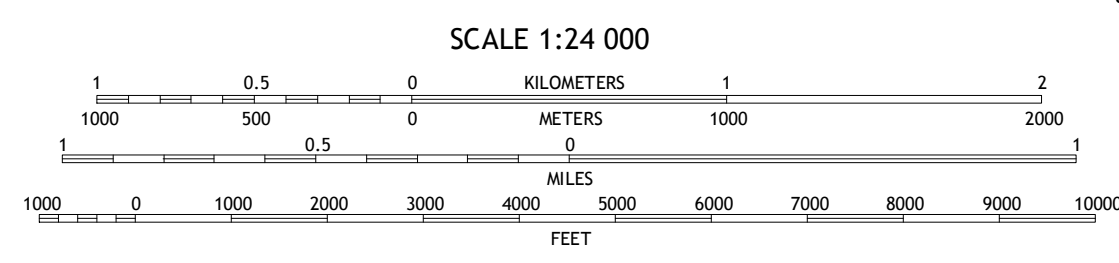 SCALE 1:24 000
1 0.5 0 KILOMETERS 1 2
1000 500 0 METERS 1000 2000
1 0.5 0 1
MILES
1000 0 1000 2000 3000 4000 5000 6000 7000 8000 9000 10000
FEET